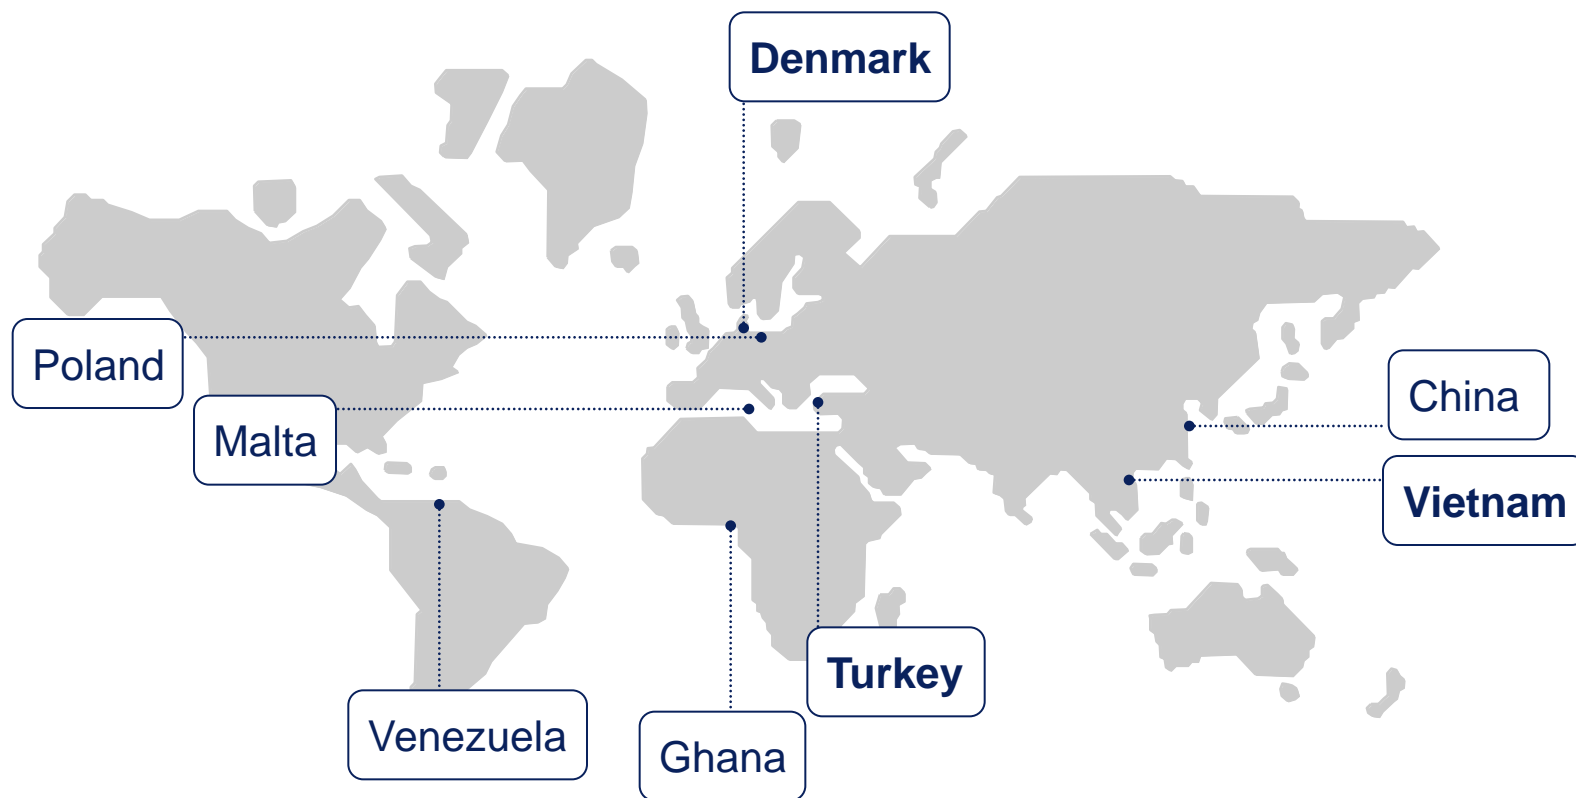 Denmark
Poland
China
Malta
Vietnam
Turkey
Venezuela
Ghana